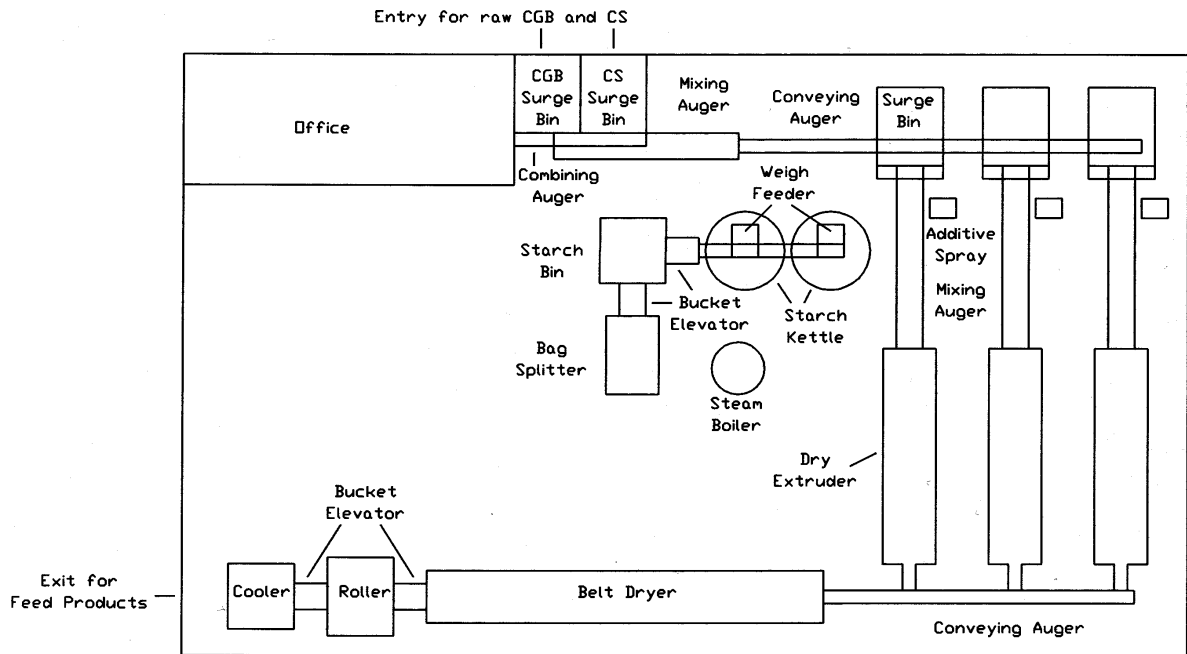 Entry for raw CGB and CS
CGB
Surge
Bin
CS
Surge
Bin
Mixing
Auger
Conveying
Auger
Surge
Bin
Office
Combining
Auger
Weigh
Feeder
Additive
Spray
Starch
Bin
Mixing
Auger
Bucket
Elevator
Starch
Kettle
Bag
Splitter
Steam
Boiler
Dry
Extruder
Bucket
Elevator
Exit for
Feed Products
Cooler
Roller
Belt Dryer
Conveying Auger